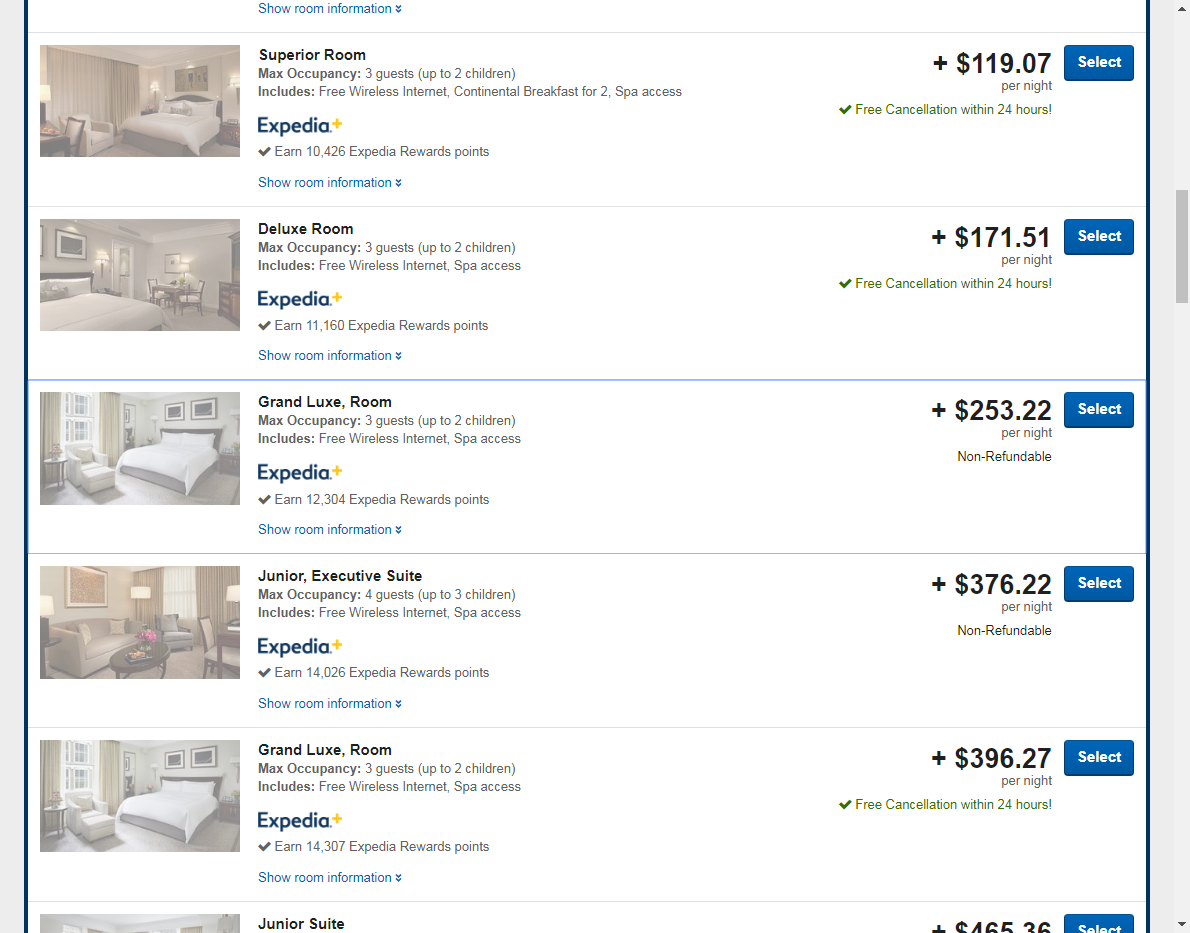 Show room information
Superior Room
Max Occupancy: 3 guests (up to 2 children)
Includes: Free Wireless Internet, Continental Breakfast for 2, Spa access
Expedia.+
Earn 10,426 Expedia Rewards points
Show room information
+ $119.07
per night
Free Cancellation within 24 hours!
Select
Deluxe Room
Max Occupancy: 3 guests (up to 2 children)
Includes: Free Wireless Internet, Spa access
Expedia.+
Earn 11,160 Expedia Rewards points
Show room information
+ $171.51
per night
Free Cancellation within 24 hours!
Select
Grand Luxe, Room
Max Occupancy: 3 guests (up to 2 children)
Includes: Free Wireless Internet, Spa access
Expedia.+
Earn 12,304 Expedia Rewards points
Show room information
+ $253.22
per night
Non-Refundable
Select
Junior, Executive Suite
Max Occupancy: 4 guests (up to 3 children)
Includes: Free Wireless Internet, Spa access
Expedia.+
Earn 14,026 Expedia Rewards points
Show room information
+ $376.22
per night
Non-Refundable
Select
Grand Luxe, Room
Max Occupancy: 3 guests (up to 2 children)
Includes: Free Wireless Internet, Spa access
Expedia.+
Earn 14,307 Expedia Rewards points
Show room information
+ $396.27
per night
Free Cancellation within 24 hours!
Select
Junior Suite
+ $465.36
Select